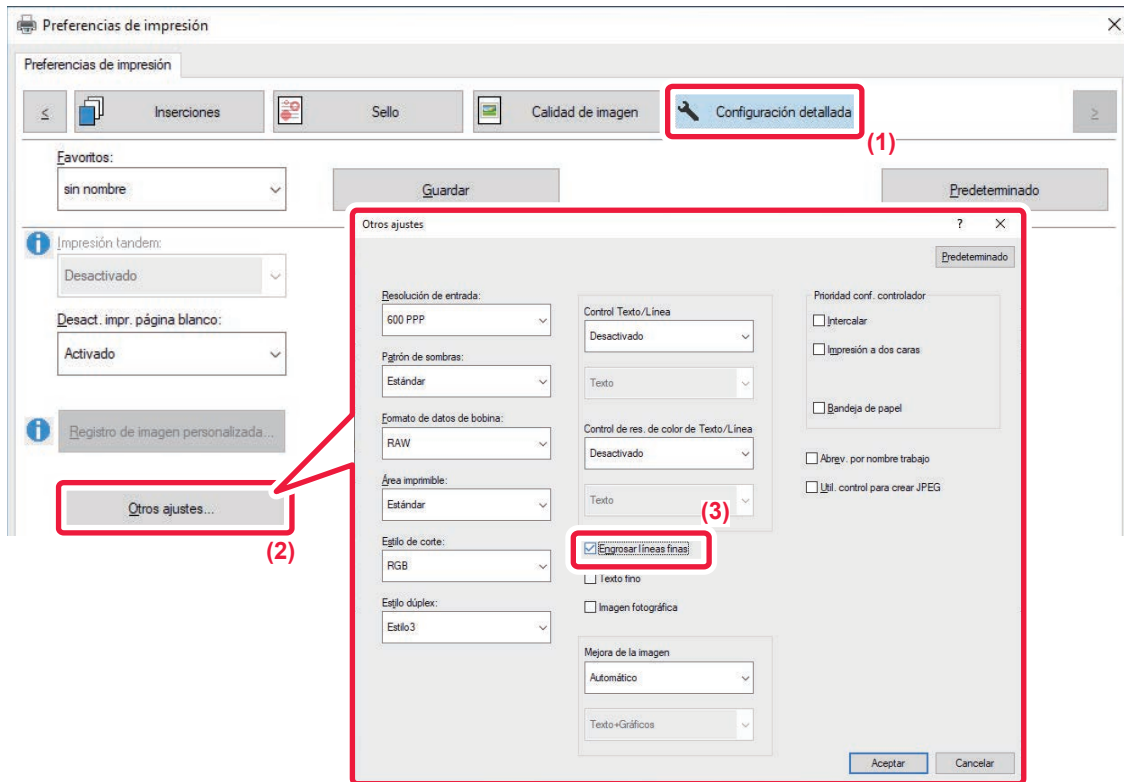 Preferencias de impresión
Preferencias de impresión
≤
Inserciones
Sello
Calidad de imagen
Configuración detallada
≥
(1)
Favoritos:
sin nombre
Guardar
Predeterminado
Impresión tandem:
Desactivado
Desact. impr. página blanco:
Activado
Registro de imagen personalizada...
Otros ajustes...
(2)
Otros ajustes
?
Predeterminado
Resolución de entrada:
600 PPP
Patrón de sombras:
Estándar
Formato de datos de bobina:
RAW
Área imprimible:
Estándar
Estilo de corte:
RGB
Estilo dúplex:
Estilo3
Control Texto/Línea
Desactivado
Texto
Control de res. de color de Texto/Línea
Desactivado
Texto
(3)
Engrosar líneas finas
Texto fino
Imagen fotográfica
Mejora de la imagen
Automático
Texto+Gráficos
Prioridad conf. controlador
Intercalar
Impresión a dos caras
Bandeja de papel
Abrev. por nombre trabajo
Util. control para crear JPEG
Aceptar
Cancelar